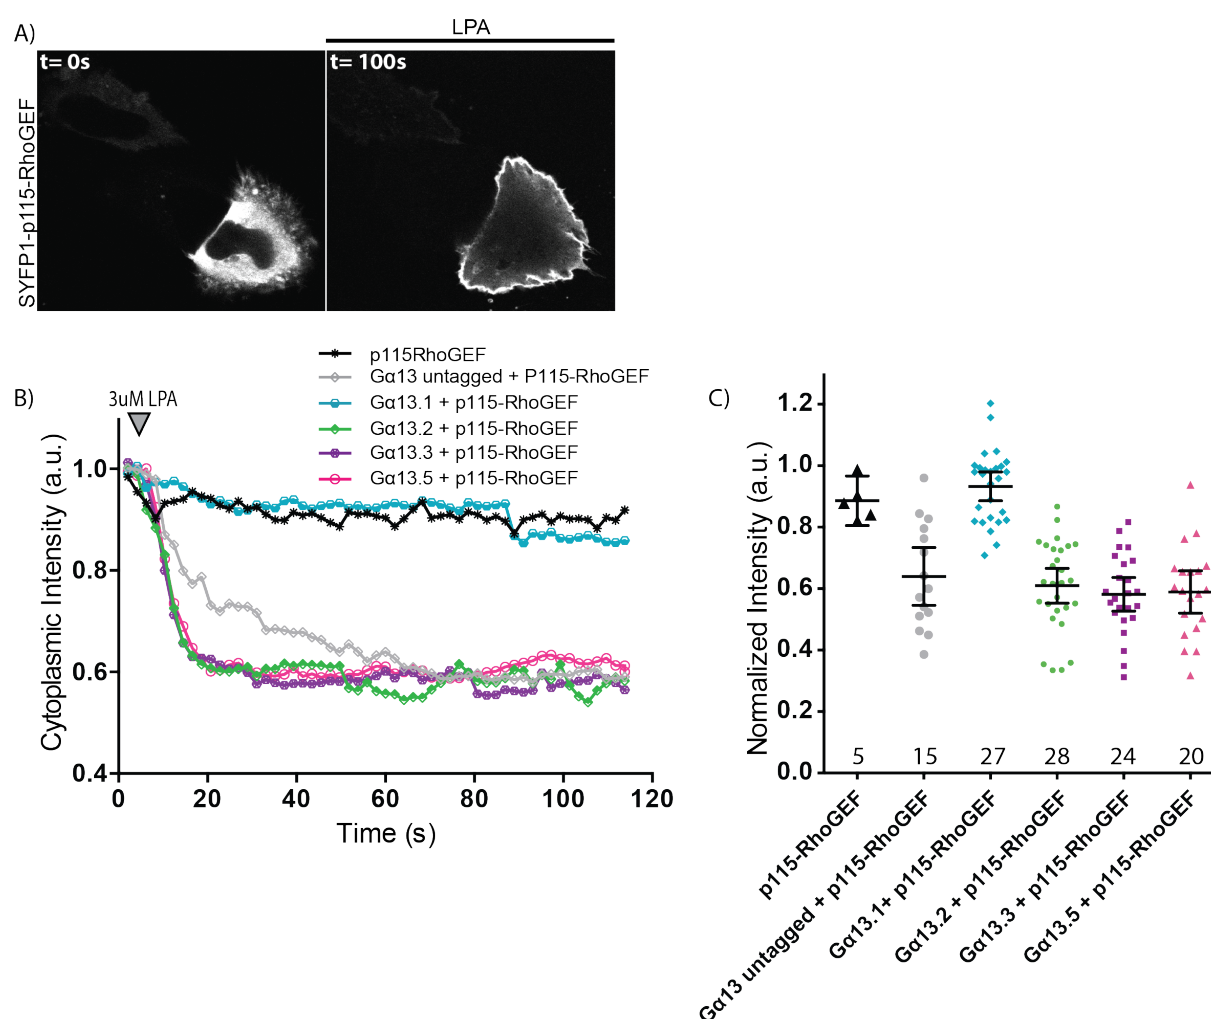 A)
LPA
t= 0s
t= 100s
SYFP1-p115-RhoGEF
B)
3uM LPA
p115RhoGEF
Gα13 untagged + P115-RhoGEF
Gα13.1 + p115-RhoGEF
Gα13.2 + p115-RhoGEF
Gα13.3 + p115-RhoGEF
Gα13.5 + p115-RhoGEF
Cytoplasmic Intensity (a.u.)
1.0
0.8
0.6
0.4
0 20 40 60 80 100 120
Time (s)
C)
Normalized Intensity (a.u.)
1.2
1.0
0.8
0.6
0.4
0.2
0.0
5 15 27 28 24 20
p115-RhoGEF
Gα13 untagged + p115-RhoGEF
Gα13.1+ p115-RhoGEF
Gα13.2 + p115-RhoGEF
Gα13.3 + p115-RhoGEF
Gα13.5 + p115-RhoGEF